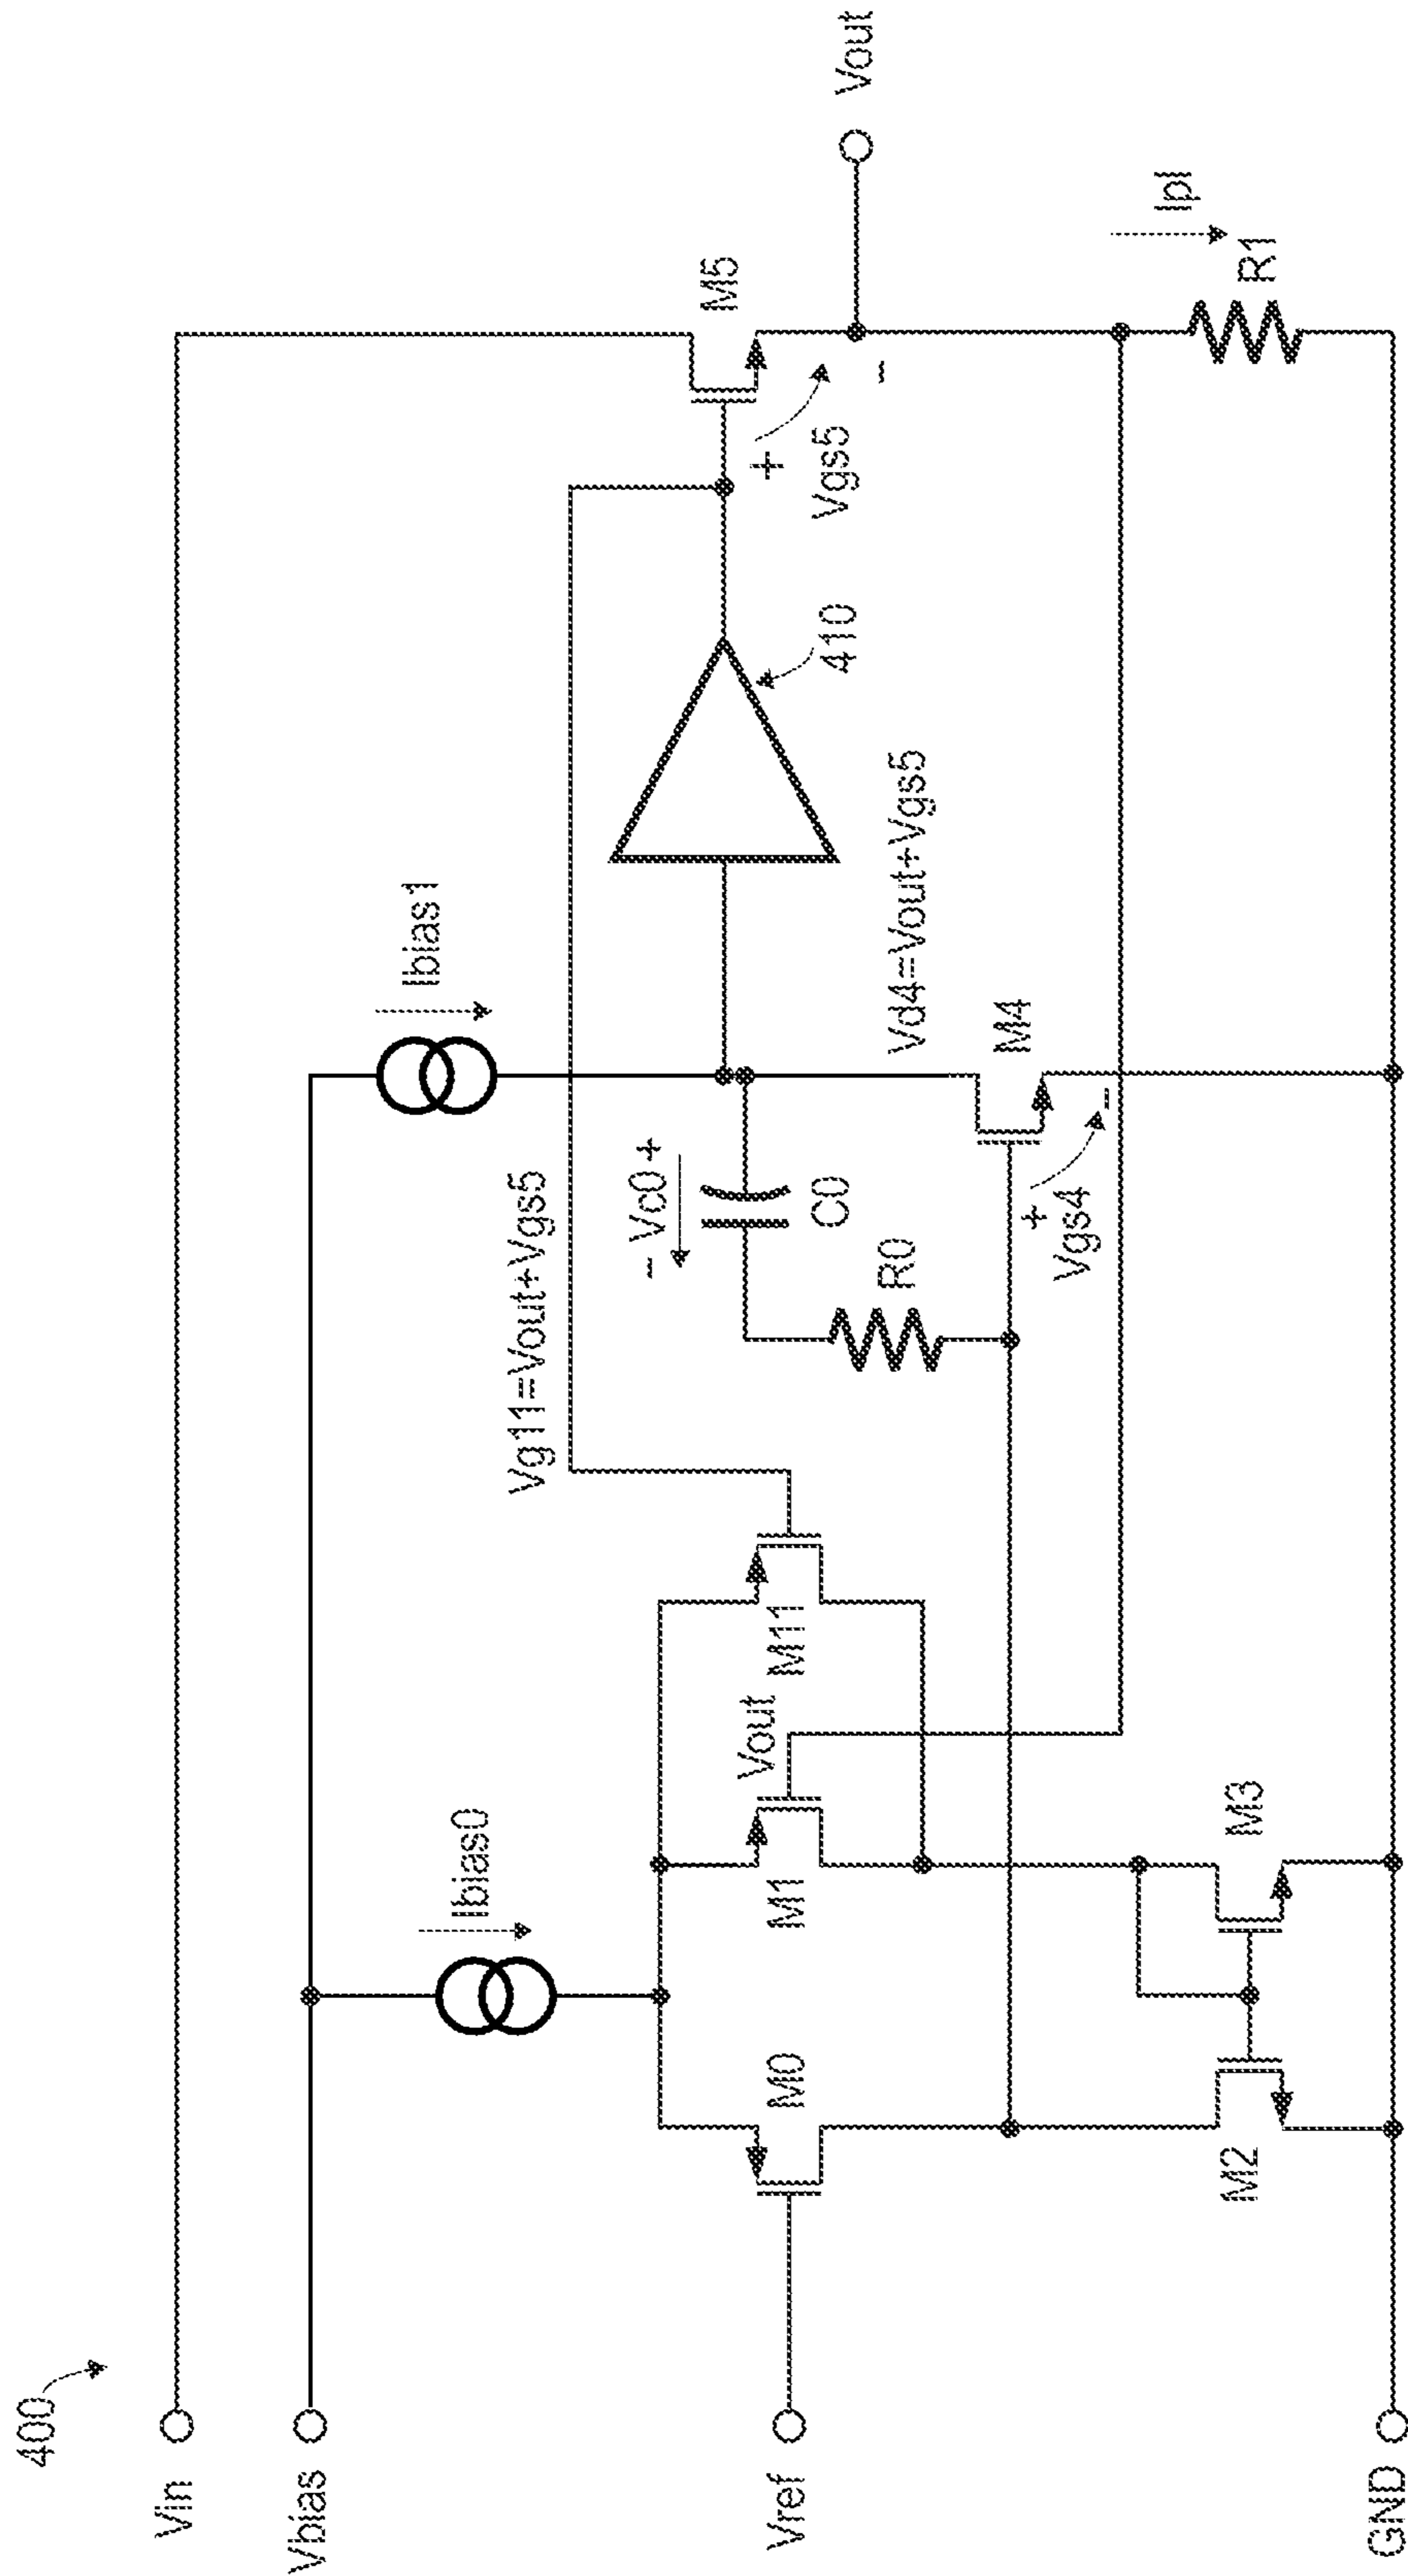 400
Vin
Vbias
Vref
GND
Ibias0
Ibias1
Vg11=Vout+Vgs5
M0
M1
Vout
M11
M2
M3
- Vc0 +
C0
R0
+
Vgs4
-
M4
Vd4=Vout+Vgs5
410
+
Vgs5
-
M5
Vout
Ipl
R1